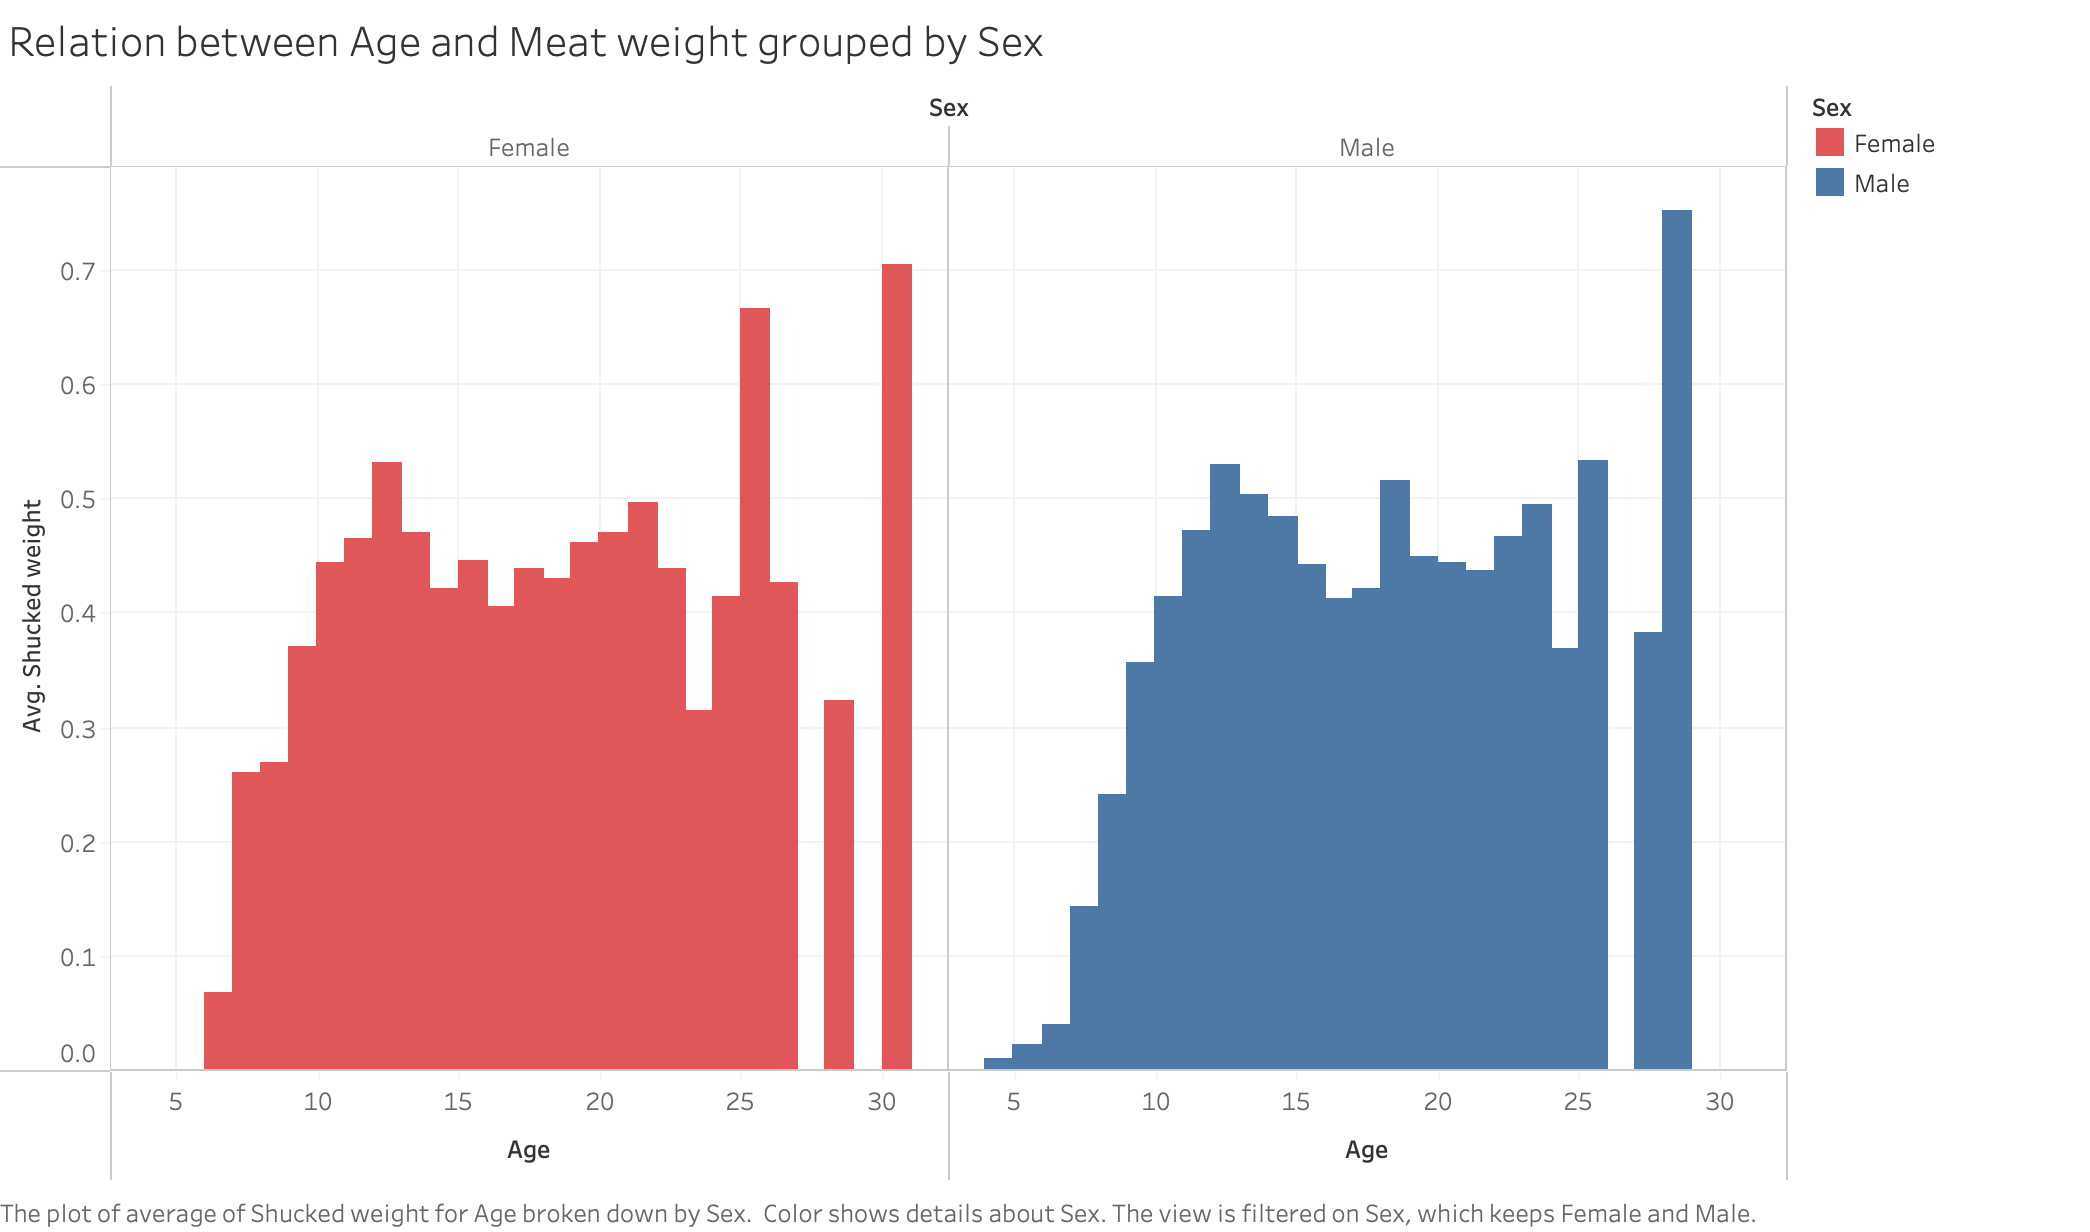 Relation between Age and Meat weight grouped by Sex
Sex
Female
Male
Sex
Female
Male
Avg. Shucked weight
0.7
0.6
0.5
0.4
0.3
0.2
0.1
0.0
5 10 15 20 25 30
5 10 15 20 25 30
Age
Age
The plot of average of Shucked weight for Age broken down by Sex.  Color shows details about Sex. The view is filtered on Sex, which keeps Female and Male.